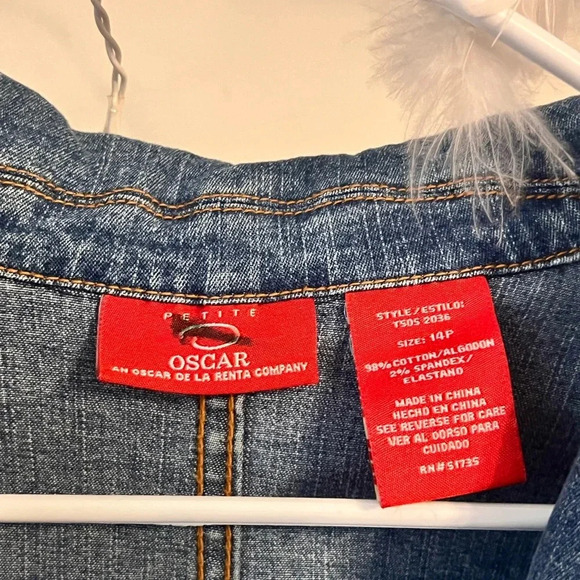 PETITE
OSCAR
AN OSCAR DE LA RENTA COMPANY
STYLE/ESTILO:
TSOS 2036
SIZE: 14P
98% COTTON/ALGODON
2% SPANDEX/
ELASTANO
MADE IN CHINA
HECHO EN CHINA
SEE REVERSE FOR CARE
VER AL DORSO PARA
CUIDADO
RN# 51735